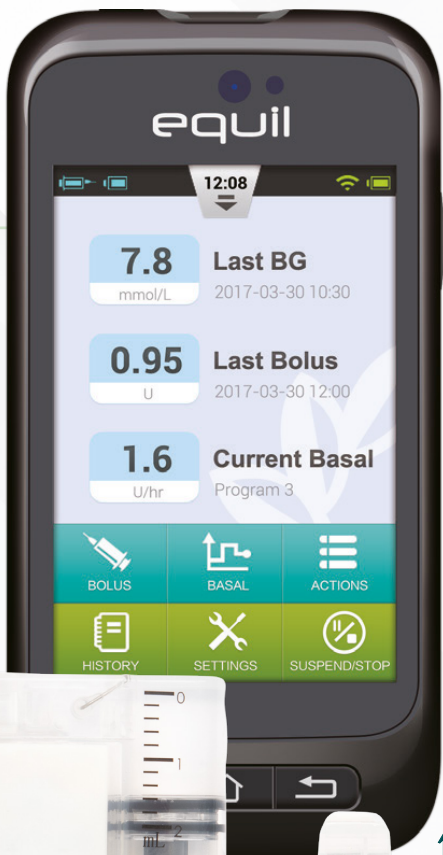 equil
12:08
7.8
mmol/L
Last BG
2017-03-30 10:30
0.95
U
Last Bolus
2017-03-30 12:00
1.6
U/hr
Current Basal
Program 3
BOLUS
BASAL
ACTIONS
HISTORY
SETTINGS
SUSPEND/STOP
0
1
2
mL